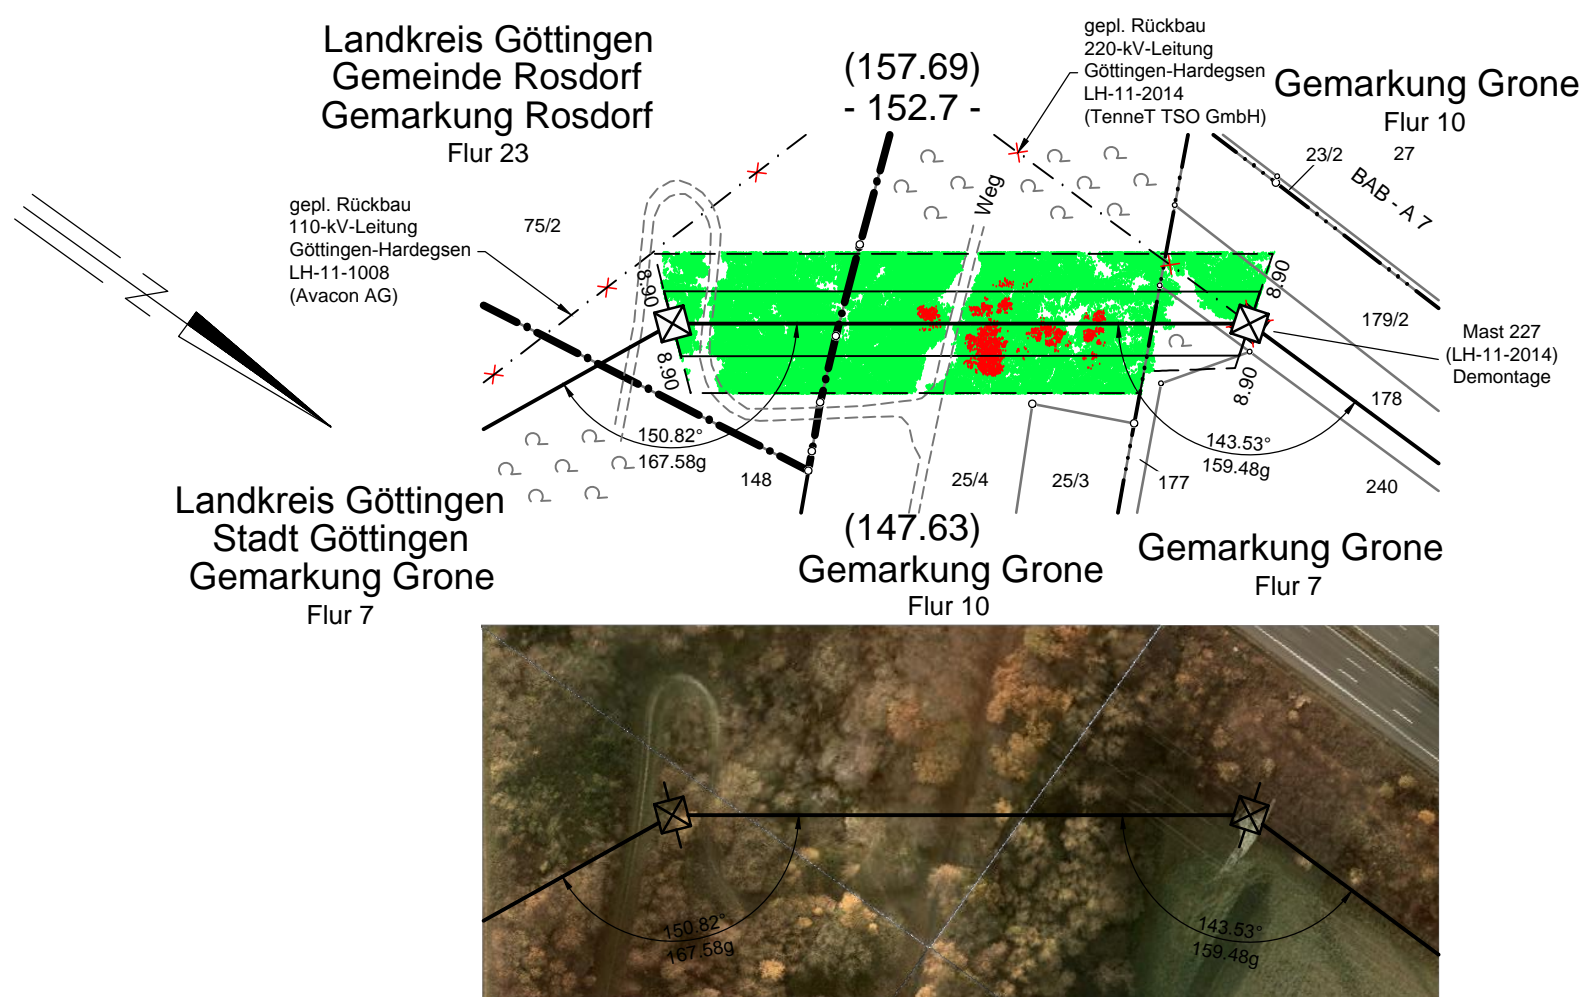 Landkreis Göttingen
Gemeinde Rosdorf
Gemarkung Rosdorf
Flur 23
(157.69)
- 152.7 -
gepl. Rückbau
220-kV-Leitung
Göttingen-Hardegsen
LH-11-2014
(TenneT TSO GmbH)
Gemarkung Grone
Flur 10
23/2
27
BAB - A 7
gepl. Rückbau
110-kV-Leitung
Göttingen-Hardegsen
LH-11-1008
(Avacon AG)
75/2
Weg
8.90
8.90
8.90
8.90
179/2
Mast 227
(LH-11-2014)
Demontage
178
150.82°
167.58g
148
25/4
25/3
177
143.53°
159.48g
240
Landkreis Göttingen
Stadt Göttingen
Gemarkung Grone
Flur 7
(147.63)
Gemarkung Grone
Flur 10
Gemarkung Grone
Flur 7
150.82°
167.58g
143.53°
159.48g